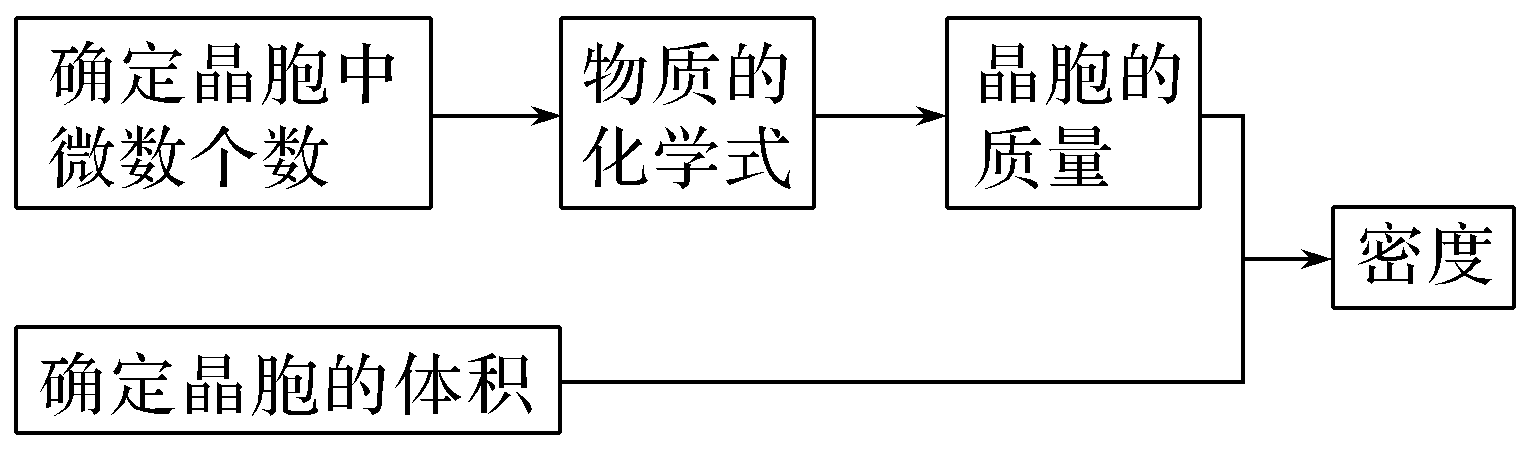 确定晶胞中
微数个数
物质的
化学式
晶胞的
质量
密度
确定晶胞的体积